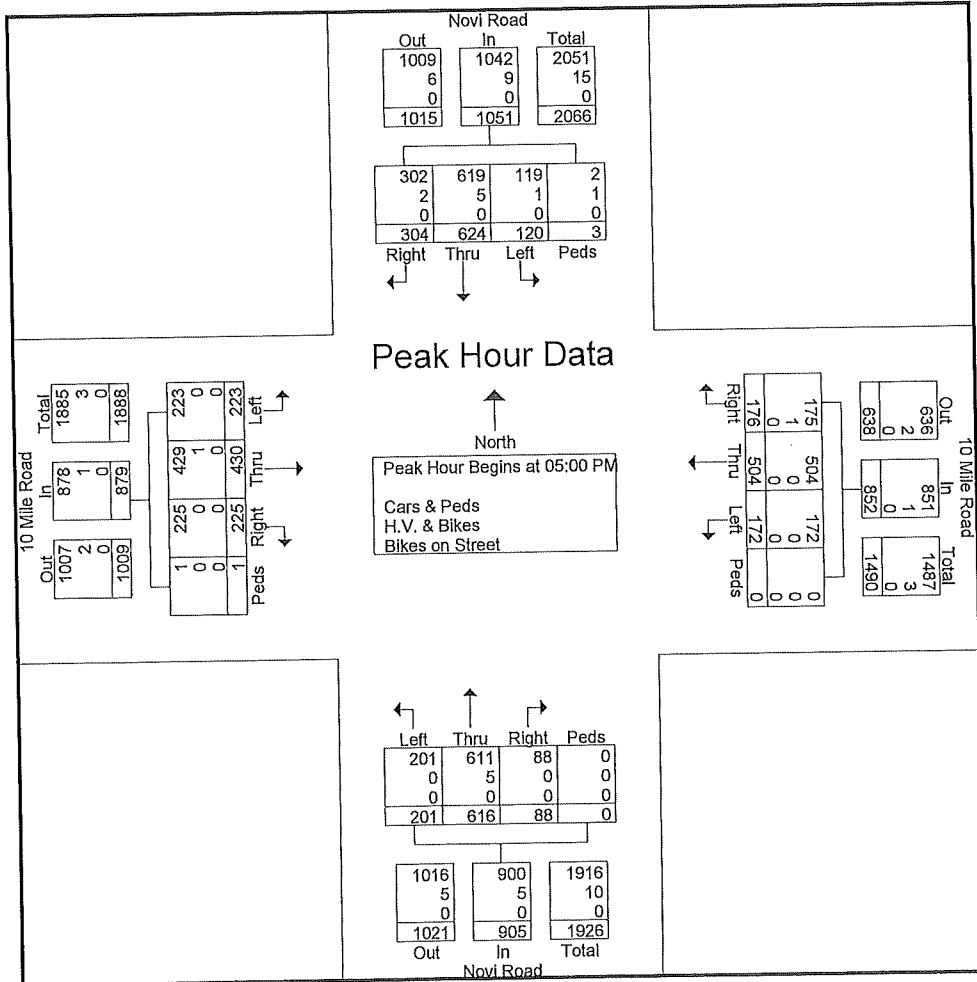 Novi Road
Out In Total
1009 1042 2051
6 9 15
0 0 0
1015 1051 2066
302 619 119 2
2 5 1 1
0 0 0 0
304 624 120 3
Right Thru Left Peds
Peak Hour Data
North
Peak Hour Begins at 05:00 PM
Cars & Peds
H.V. & Bikes
Bikes on Street
10 Mile Road
Total In Out
1885 878 1007
3 1 2
0 0 0
1888 879 1009
Left Thru Right Peds
223 429 225 1
0 1 0 0
0 0 0 0
223 430 225 1
10 Mile Road
Out In Total
636 851 1487
2 1 3
0 0 0
638 852 1490
175 504 172 0
1 0 0 0
0 0 0 0
176 504 172 0
Right Thru Left Peds
Left Thru Right Peds
201 611 88 0
0 5 0 0
0 0 0 0
201 616 88 0
1016 900 1916
5 5 10
0 0 0
1021 905 1926
Out In Total
Novi Road